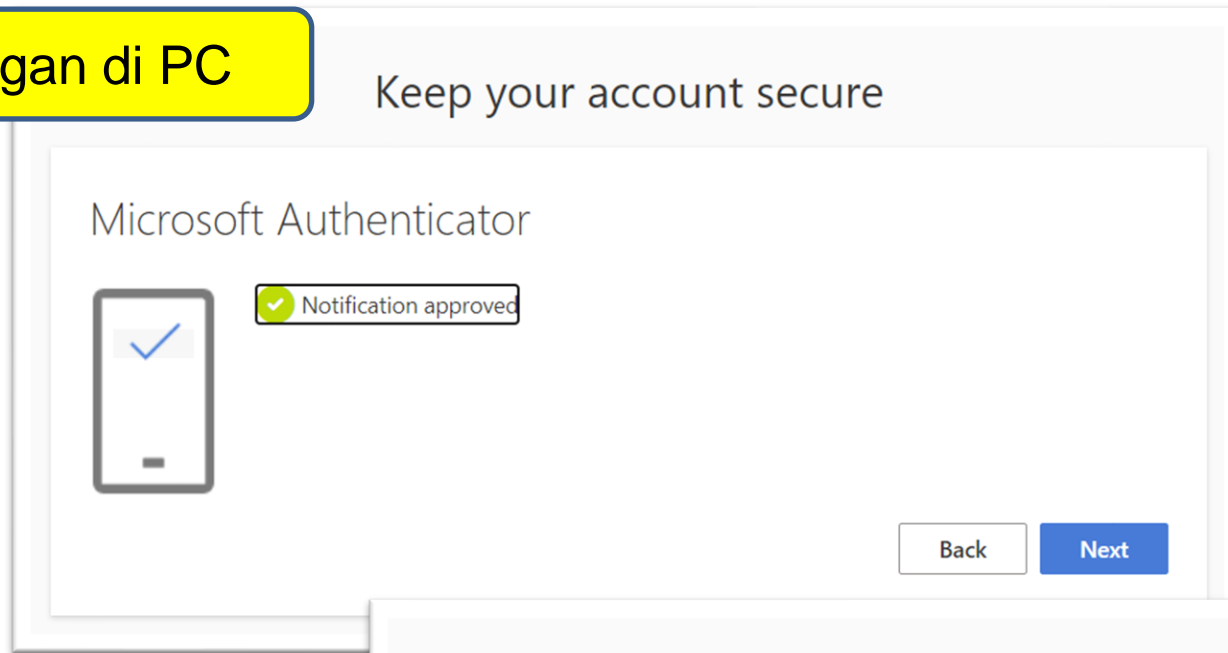 gan di PC
Keep your account secure
Microsoft Authenticator
Notification approved
Back
Next